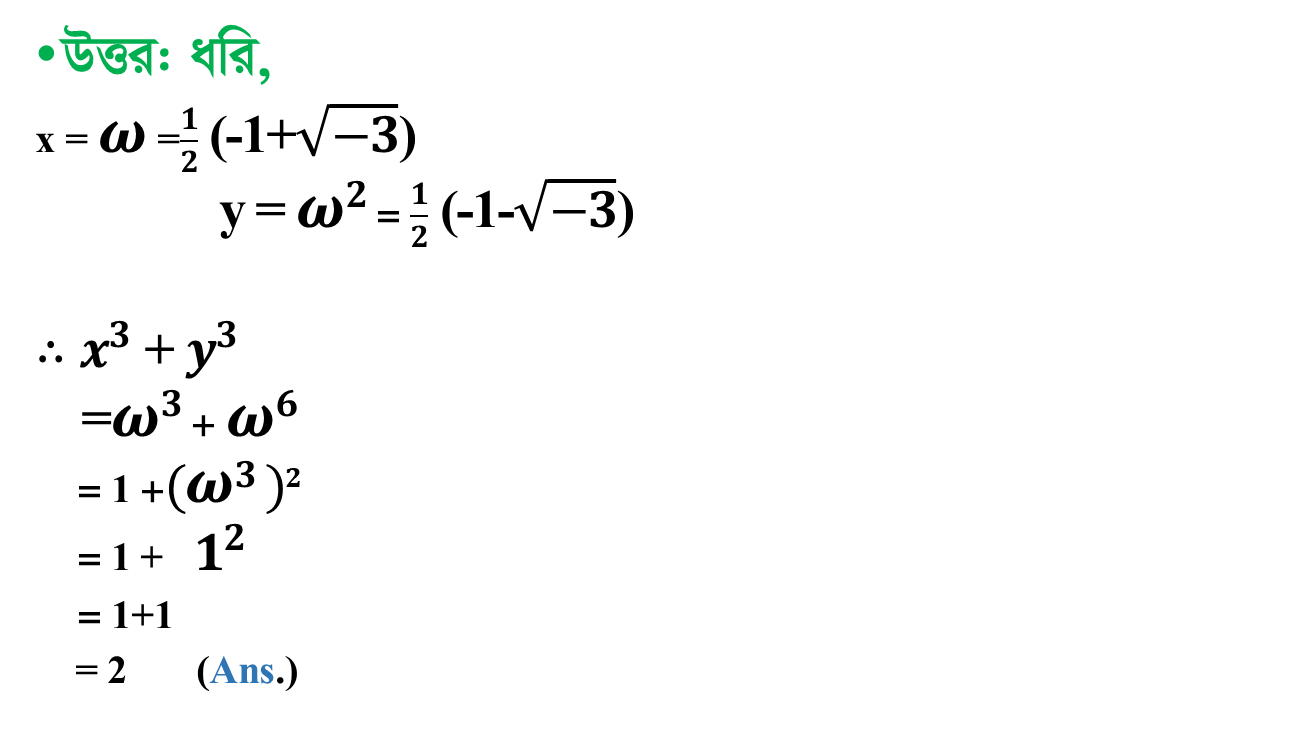 •উত্তরঃ ধরি,
x = ω =1/2 (-1+√−3)
y = ω² = 1/2 (-1-√−3)
∴ x³ + y³
=ω³ + ω⁶
= 1 +(ω³ )²
= 1 + 1²
= 1+1
= 2 (Ans.)